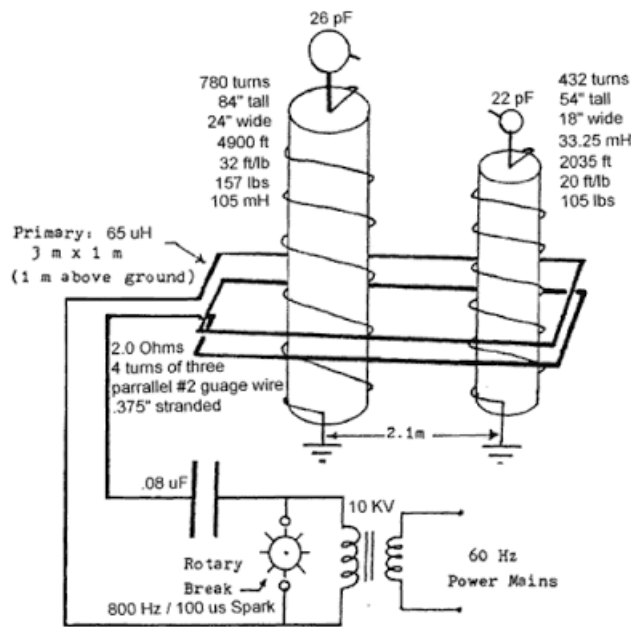 26 pF
780 turns
84" tall
24" wide
4900 ft
32 ft/lb
157 lbs
105 mH
22 pF
432 turns
54" tall
18" wide
33.25 mH
2035 ft
20 ft/lb
105 lbs
Primary: 65 uH
3 m x 1 m
(1 m above ground)
2.0 Ohms
4 turns of three
parrallel #2 guage wire
.375" stranded
2.1m
.08 uF
10 KV
Rotary
Break
800 Hz / 100 us Spark
60 Hz
Power Mains